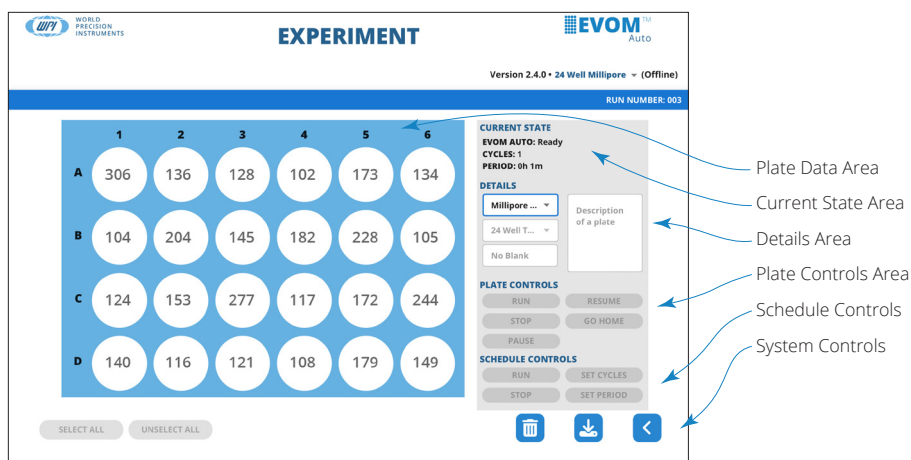 WPI
WORLD
PRECISION
INSTRUMENTS
EXPERIMENT
EVOM™
Auto
Version 2.4.0 • 24 Well Millipore (Offline)
RUN NUMBER: 003
1 2 3 4 5 6
A 306 136 128 102 173 134
B 104 204 145 182 228 105
C 124 153 277 117 172 244
D 140 116 121 108 179 149
SELECT ALL UNSELECT ALL
CURRENT STATE
EVOM AUTO: Ready
CYCLES: 1
PERIOD: 0h 1m
DETAILS
Millipore ...
24 Well T...
No Blank
Description
of a plate
PLATE CONTROLS
RUN RESUME
STOP GO HOME
PAUSE
SCHEDULE CONTROLS
RUN SET CYCLES
STOP SET PERIOD
Plate Data Area
Current State Area
Details Area
Plate Controls Area
Schedule Controls
System Controls